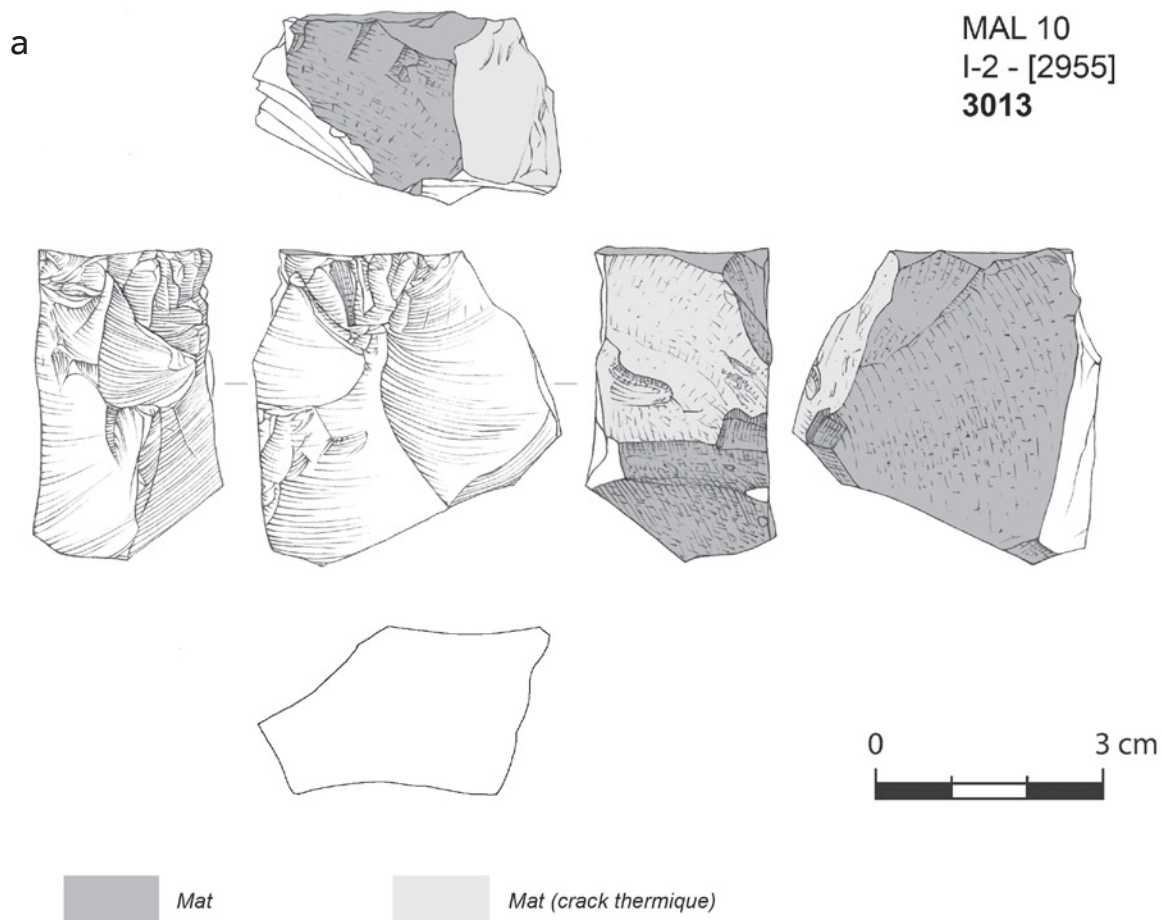 a
MAL 10
I-2 - [2955]
3013
0 3 cm
Mat
Mat (crack thermique)